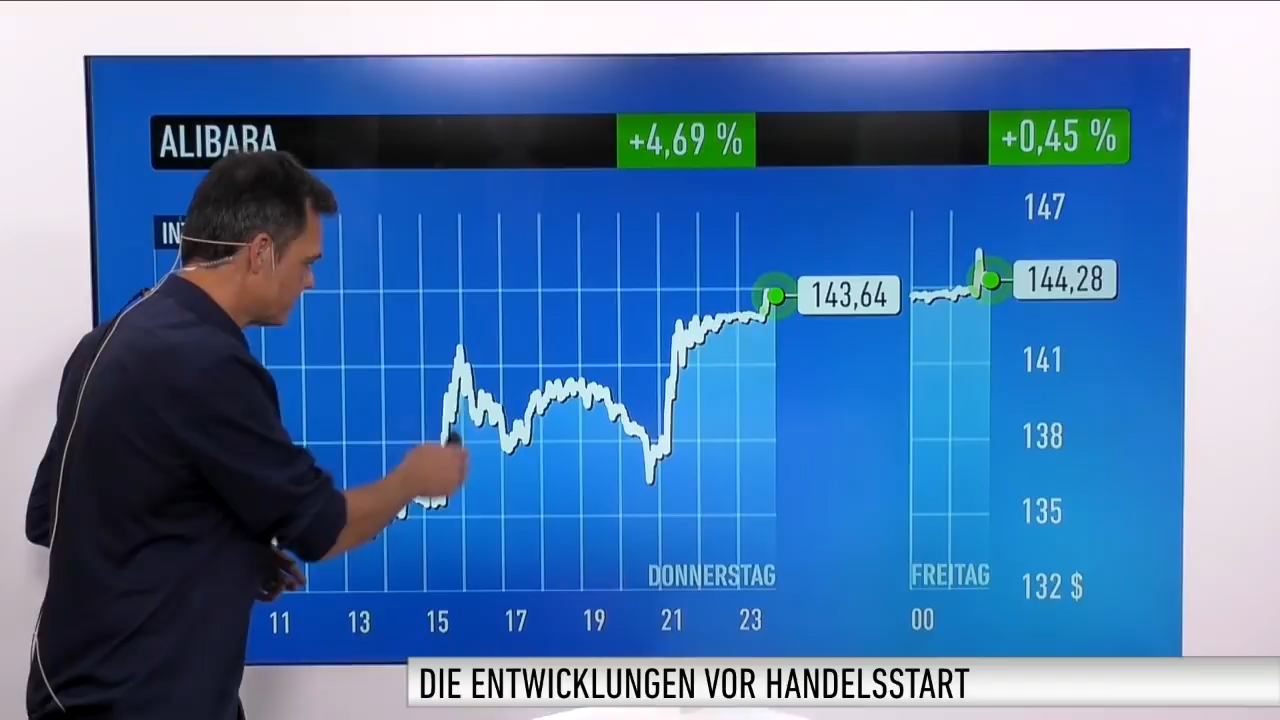 ALIBABA +4,69 % +0,45 %
147
143,64 144,28
141
138
135
DONNERSTAG FREITAG
132 $
11 13 15 17 19 21 23 00
DIE ENTWICKLUNGEN VOR HANDELSSTART